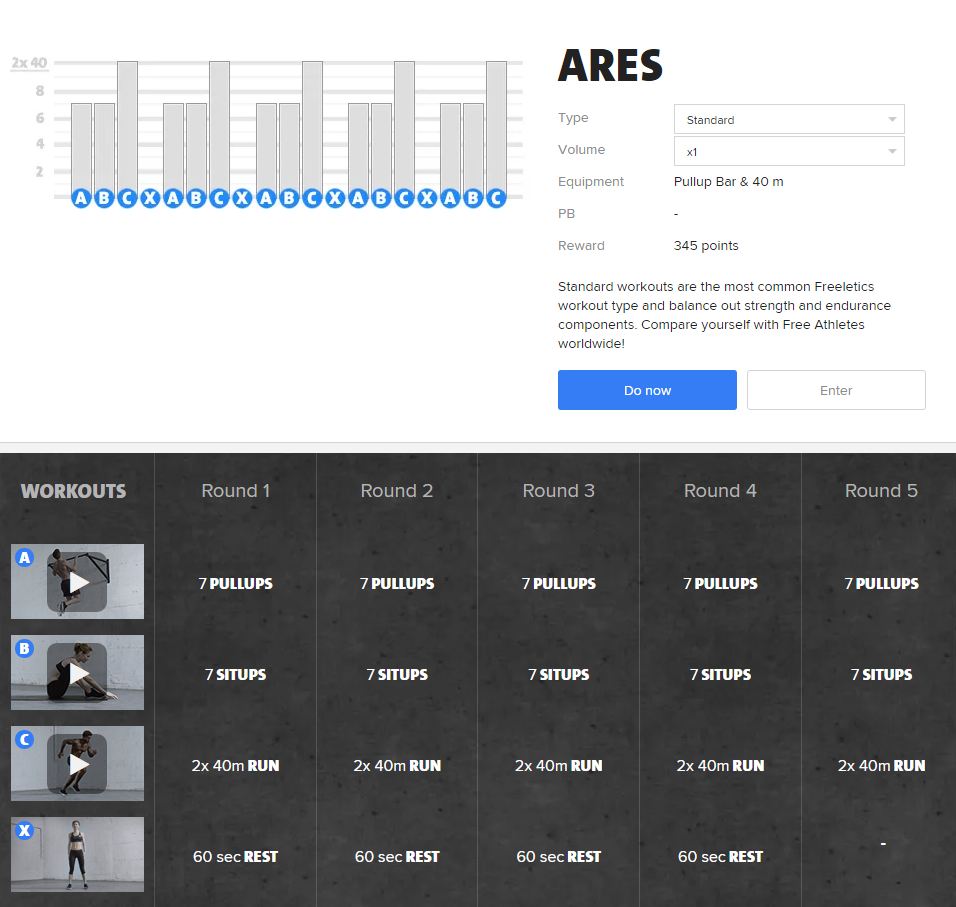 2x 40
8
6
4
2
A B C X A B C X A B C X A B C X A B C
ARES
Type Standard
Volume x1
Equipment Pullup Bar & 40 m
PB -
Reward 345 points
Standard workouts are the most common Freeletics
workout type and balance out strength and endurance
components. Compare yourself with Free Athletes
worldwide!
Do now Enter
WORKOUTS Round 1 Round 2 Round 3 Round 4 Round 5
A 7 PULLUPS 7 PULLUPS 7 PULLUPS 7 PULLUPS 7 PULLUPS
B 7 SITUPS 7 SITUPS 7 SITUPS 7 SITUPS 7 SITUPS
C 2x 40m RUN 2x 40m RUN 2x 40m RUN 2x 40m RUN 2x 40m RUN
X 60 sec REST 60 sec REST 60 sec REST 60 sec REST -